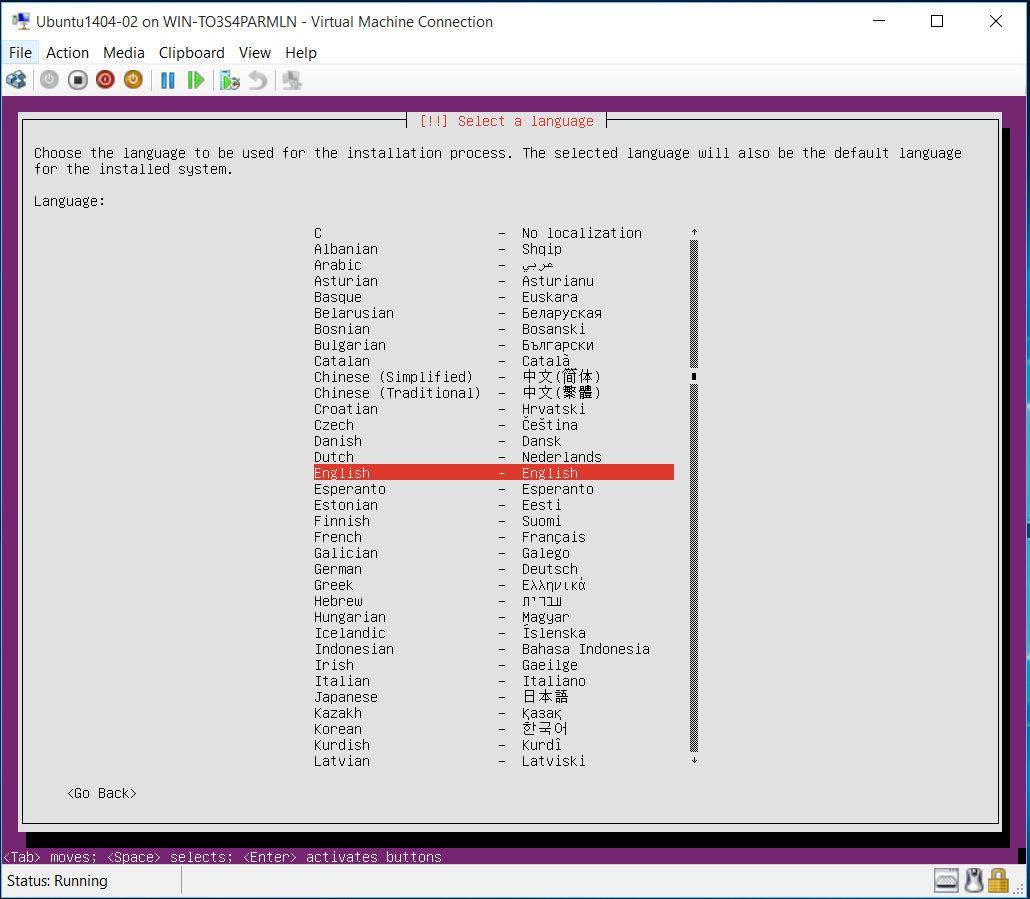 Ubuntu1404-02 on WIN-TO3S4PARMLN - Virtual Machine Connection
File Action Media Clipboard View Help
[!!] Select a language
Choose the language to be used for the installation process. The selected language will also be the default language
for the installed system.
Language:
C - No localization
Albanian - Shqip
Arabic - عربي
Asturian - Asturianu
Basque - Euskara
Belarusian - Беларуская
Bosnian - Bosanski
Bulgarian - Български
Catalan - Català
Chinese (Simplified) - 中文(简体)
Chinese (Traditional) - 中文(繁體)
Croatian - Hrvatski
Czech - Čeština
Danish - Dansk
Dutch - Nederlands
English - English
Esperanto - Esperanto
Estonian - Eesti
Finnish - Suomi
French - Français
Galician - Galego
German - Deutsch
Greek - Ελληνικά
Hebrew - עברית
Hungarian - Magyar
Icelandic - Íslenska
Indonesian - Bahasa Indonesia
Irish - Gaeilge
Italian - Italiano
Japanese - 日本語
Kazakh - Қазақ
Korean - 한국어
Kurdish - Kurdî
Latvian - Latviski
<Go Back>
<Tab> moves; <Space> selects; <Enter> activates buttons
Status: Running